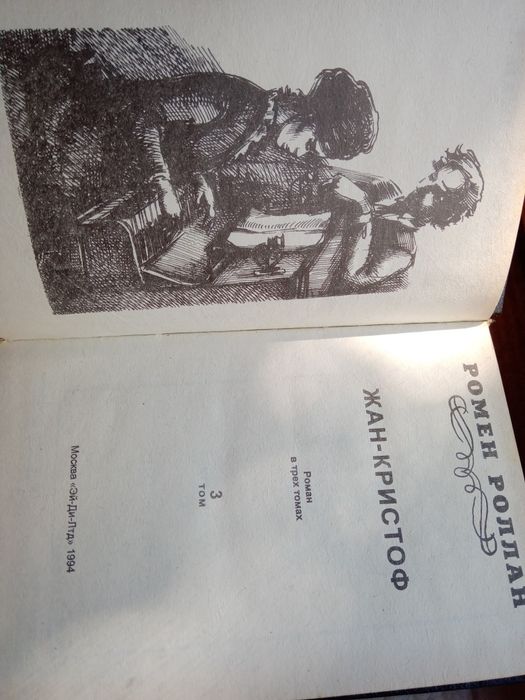 РОМЕН РОЛЛАН
ЖАН-КРИСТОФ
Роман
в трех томах
3
ТОМ
Москва «Эй-Ди-Лтд» 1994